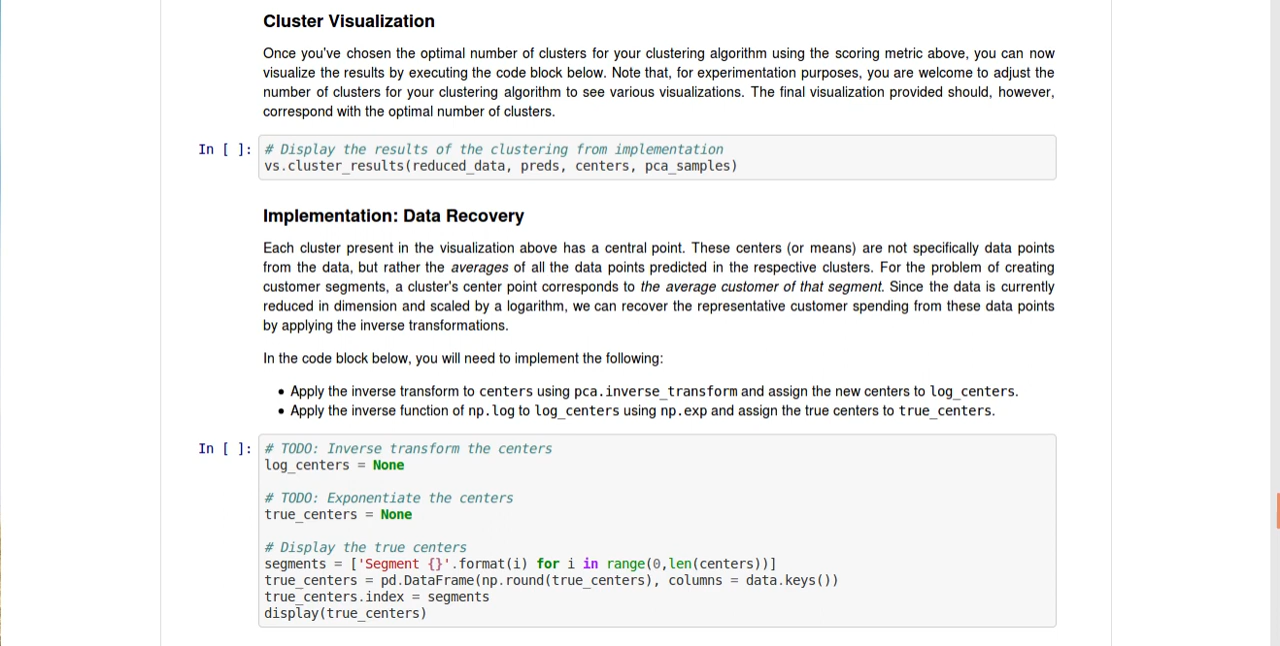 Cluster Visualization
Once you've chosen the optimal number of clusters for your clustering algorithm using the scoring metric above, you can now
visualize the results by executing the code block below. Note that, for experimentation purposes, you are welcome to adjust the
number of clusters for your clustering algorithm to see various visualizations. The final visualization provided should, however,
correspond with the optimal number of clusters.
In [ ]: # Display the results of the clustering from implementation
vs.cluster_results(reduced_data, preds, centers, pca_samples)
Implementation: Data Recovery
Each cluster present in the visualization above has a central point. These centers (or means) are not specifically data points
from the data, but rather the averages of all the data points predicted in the respective clusters. For the problem of creating
customer segments, a cluster's center point corresponds to the average customer of that segment. Since the data is currently
reduced in dimension and scaled by a logarithm, we can recover the representative customer spending from these data points
by applying the inverse transformations.
In the code block below, you will need to implement the following:
• Apply the inverse transform to centers using pca.inverse_transform and assign the new centers to log_centers.
• Apply the inverse function of np.log to log_centers using np.exp and assign the true centers to true_centers.
In [ ]: # TODO: Inverse transform the centers
log_centers = None
# TODO: Exponentiate the centers
true_centers = None
# Display the true centers
segments = ['Segment {}'.format(i) for i in range(0,len(centers))]
true_centers = pd.DataFrame(np.round(true_centers), columns = data.keys())
true_centers.index = segments
display(true_centers)